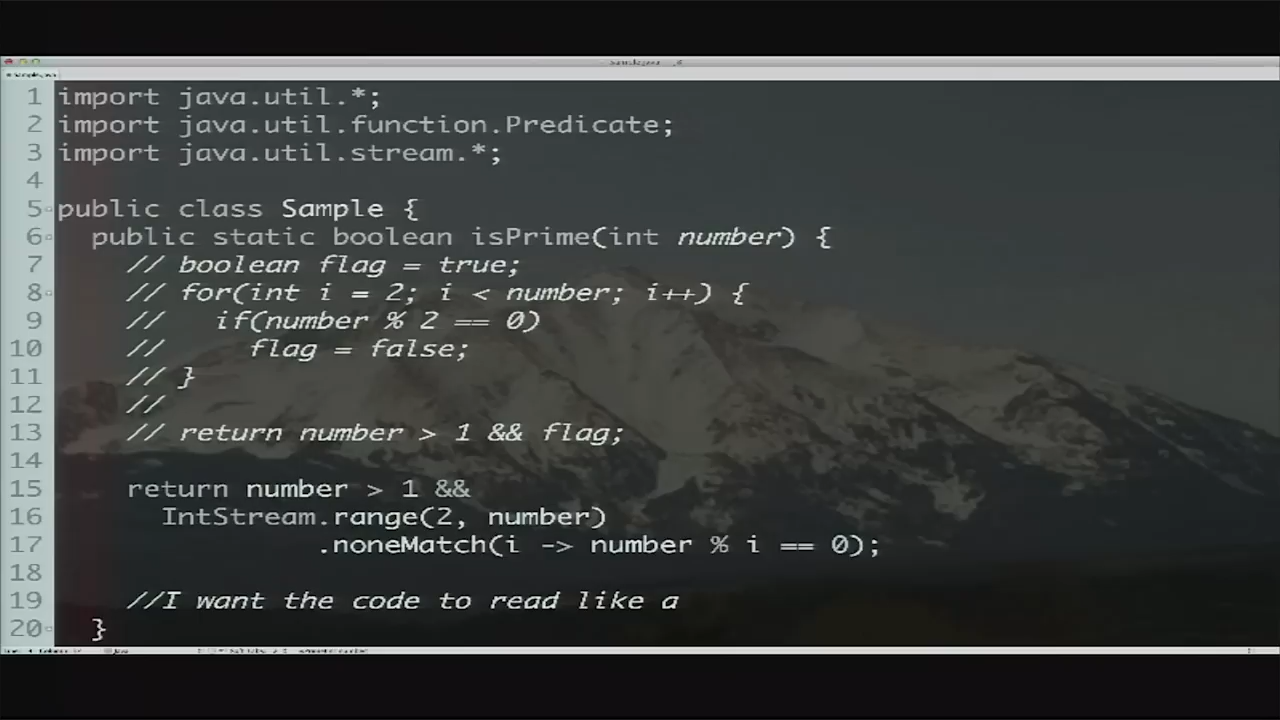 1 import java.util.*;
2 import java.util.function.Predicate;
3 import java.util.stream.*;
4
5 public class Sample {
6 public static boolean isPrime(int number) {
7 // boolean flag = true;
8 // for(int i = 2; i < number; i++) {
9 // if(number % 2 == 0)
10 // flag = false;
11 // }
12 //
13 // return number > 1 && flag;
14
15 return number > 1 &&
16 IntStream.range(2, number)
17 .noneMatch(i -> number % i == 0);
18
19 //I want the code to read like a
20 }